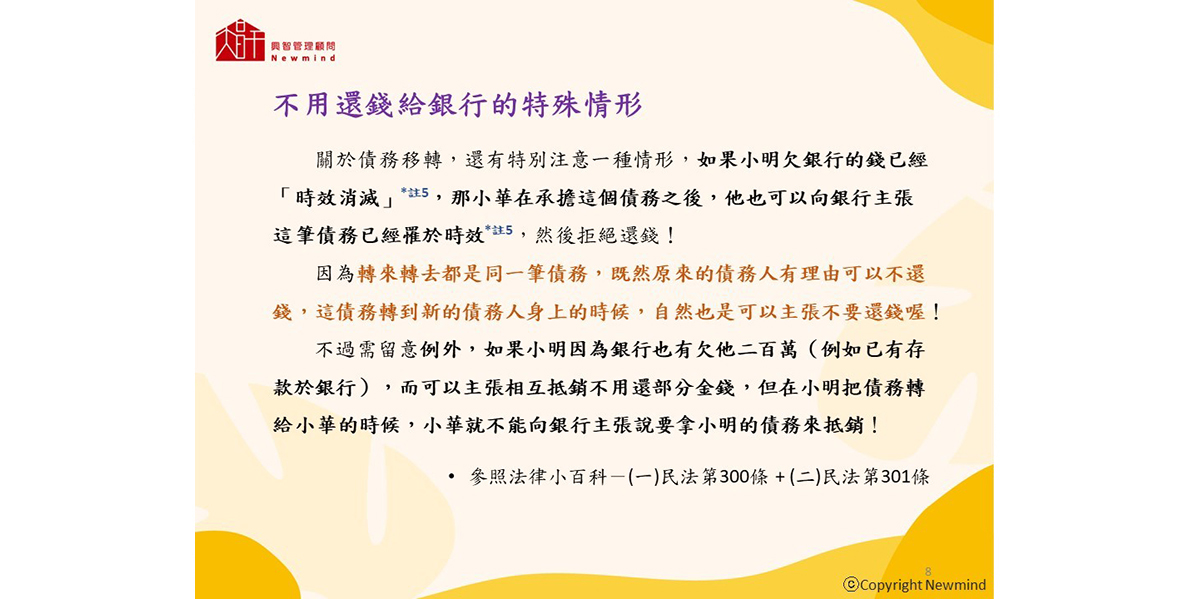 興智管理顧問
Newmind
不用還錢給銀行的特殊情形
關於債務移轉，還有特別注意一種情形，如果小明欠銀行的錢已經
「時效消滅」*註5，那小華在承擔這個債務之後，他也可以向銀行主張
這筆債務已經罹於時效*註5，然後拒絕還錢！
因為轉來轉去都是同一筆債務，既然原來的債務人有理由可以不還
錢，這債務轉到新的債務人身上的時候，自然也是可以主張不要還錢喔！
不過需留意例外，如果小明因為銀行也有欠他二百萬（例如已有存
款於銀行），而可以主張相互抵銷不用還部分金錢，但在小明把債務轉
給小華的時候，小華就不能向銀行主張說要拿小明的債務來抵銷！
• 參照法律小百科－(一)民法第300條 + (二)民法第301條
8
©Copyright Newmind